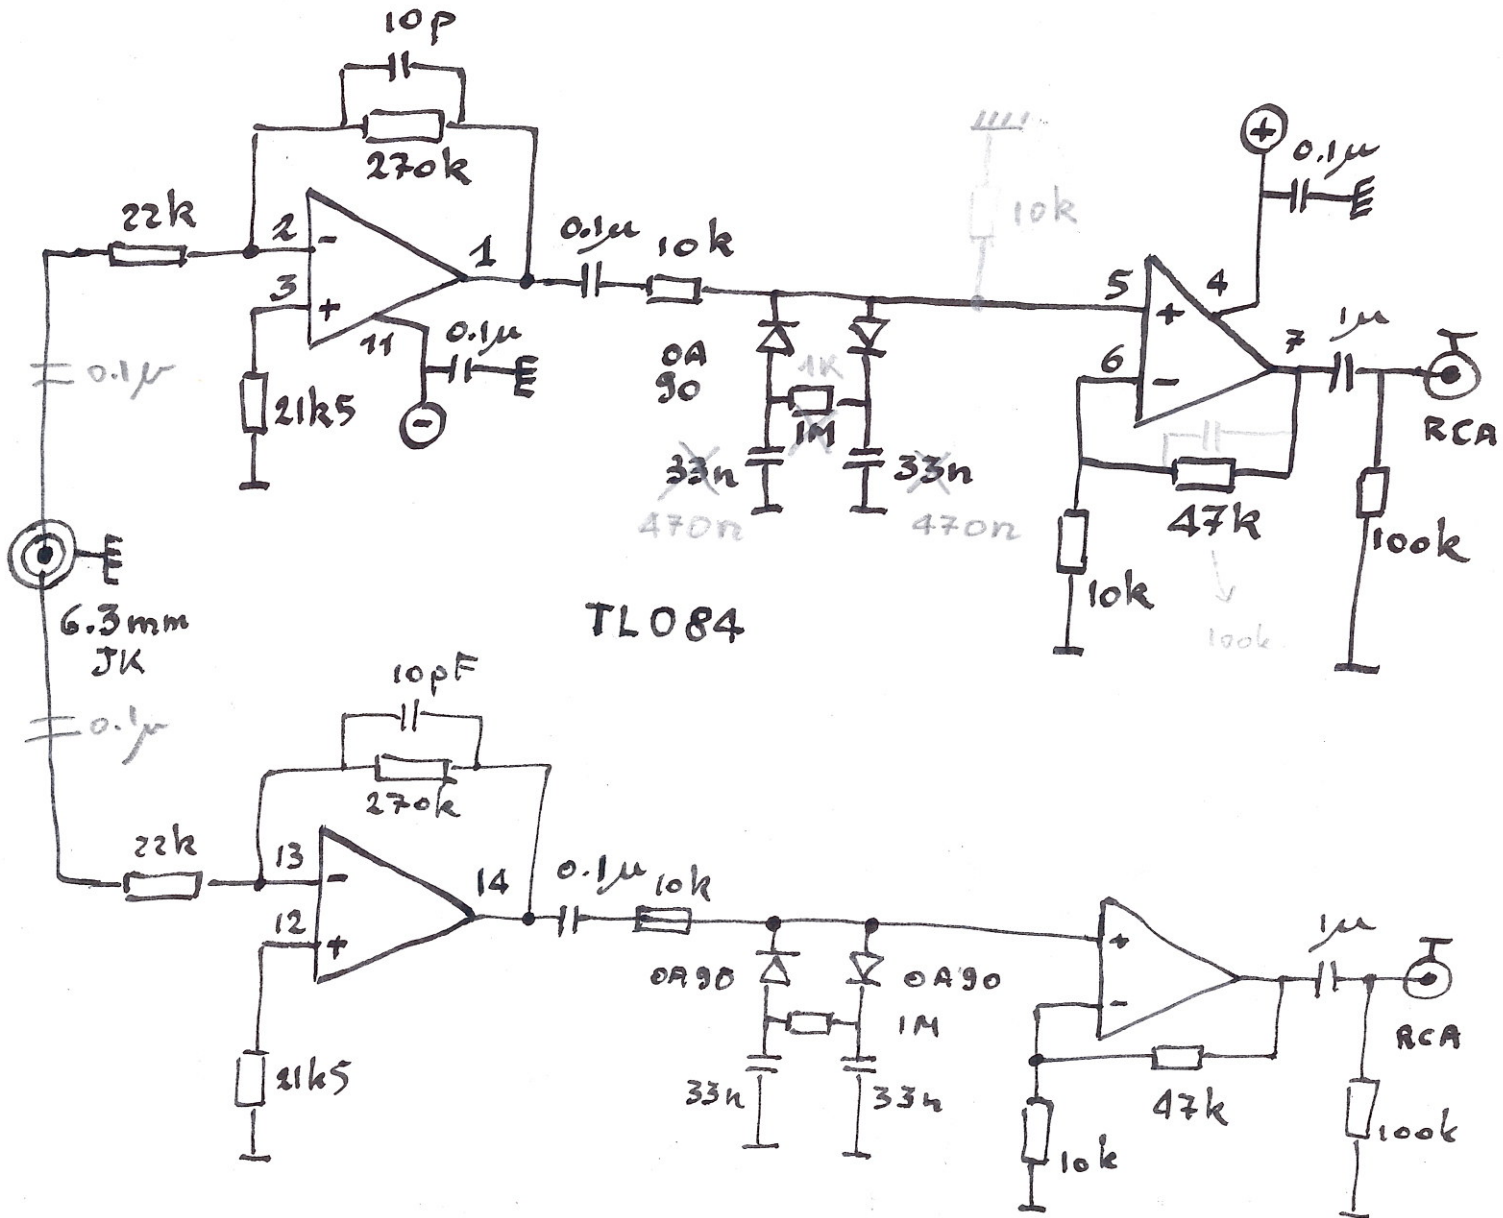 10p
270k
22k
2
-
3
+
1
11
0.1µ
10k
0.1µ
-
21k5
0.1µ
10k
OA
90
1K
1M
33n
33n
470n
470n
+
0.1µ
5
+
4
6
-
7
1µ
RCA
47k
10k
100k
100k
6.3mm
JK
TL084
0.1µ
10pF
270k
22k
13
-
12
+
14
0.1µ
10k
21k5
OA90
OA90
1M
33n
33n
+
-
1µ
RCA
47k
10k
100k